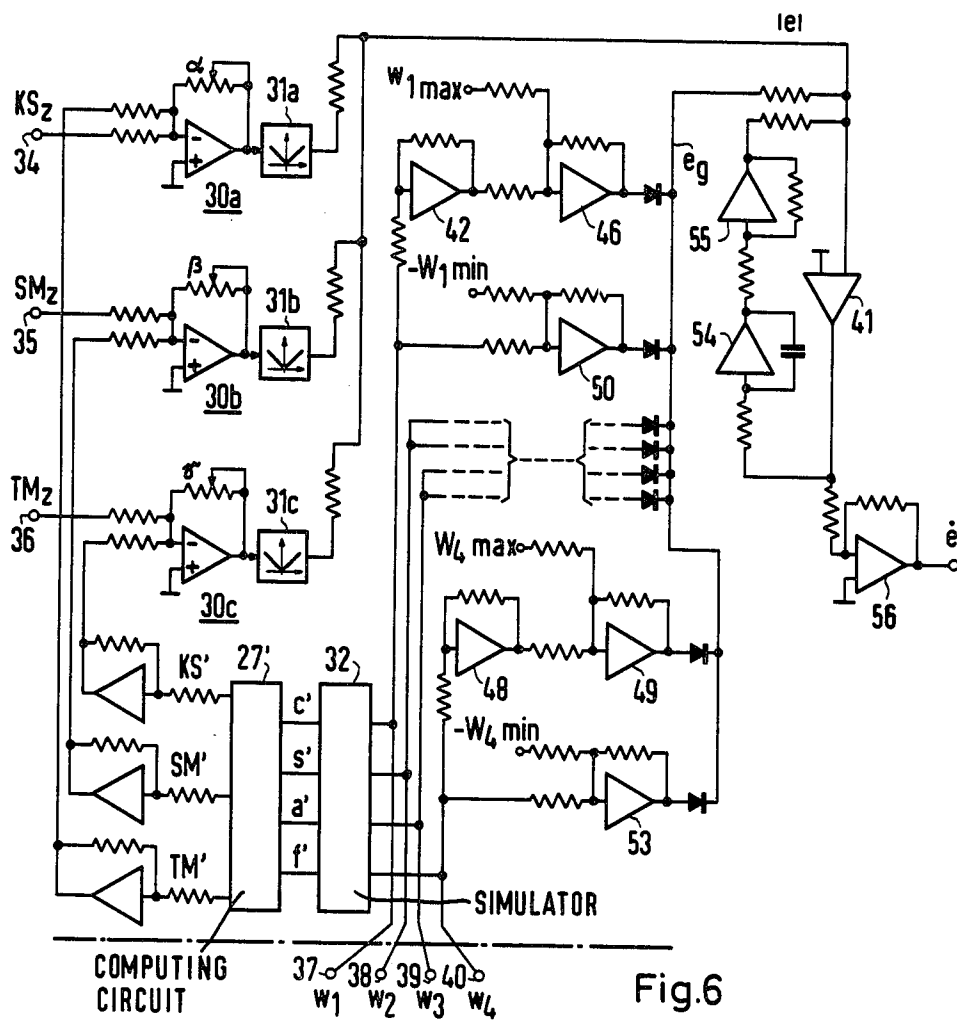 |e|
α
31a
KSz
34
30a
w1max
42
46
eg
55
-W1min
β
31b
SMz
35
30b
50
54
41
γ
31c
TMz
36
30c
W4max
48
49
ė
56
-W4min
53
KS'
27'
32
c'
SM'
s'
a'
TM'
f'
SIMULATOR
COMPUTING
CIRCUIT
37
38
39
40
w1
w2
w3
w4
Fig.6